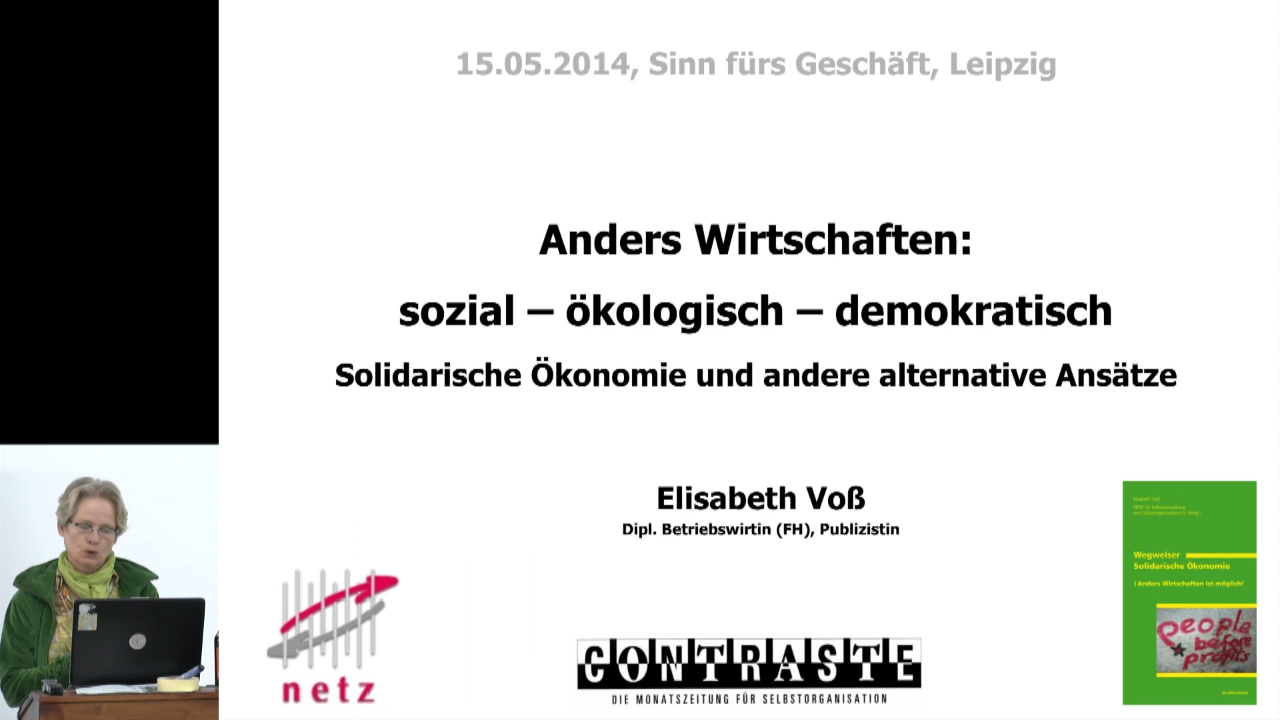 15.05.2014, Sinn fürs Geschäft, Leipzig
Anders Wirtschaften:
sozial – ökologisch – demokratisch
Solidarische Ökonomie und andere alternative Ansätze
Elisabeth Voß
Dipl. Betriebswirtin (FH), Publizistin
netz
CONTRASTE
DIE MONATSZEITUNG FÜR SELBSTORGANISATION
Elisabeth Voß
Wegweiser
Solidarische Ökonomie
¡ Anders Wirtschaften ist möglich!
people
before
profits